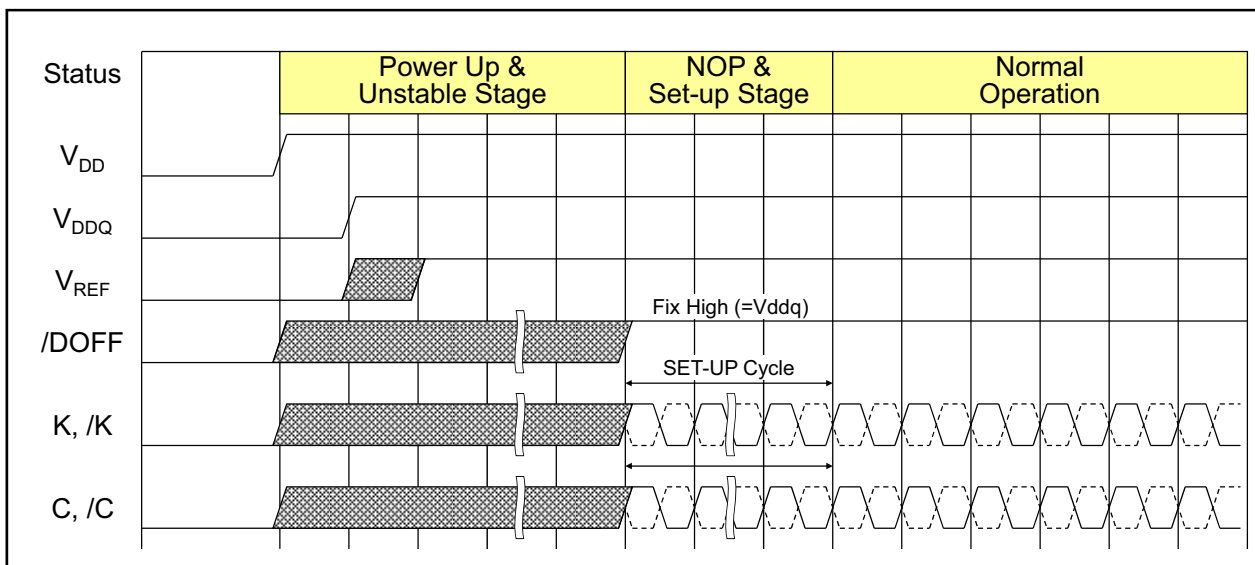 Status
Power Up &
Unstable Stage
NOP &
Set-up Stage
Normal
Operation
VDD
VDDQ
VREF
/DOFF
Fix High (=Vddq)
SET-UP Cycle
K, /K
C, /C